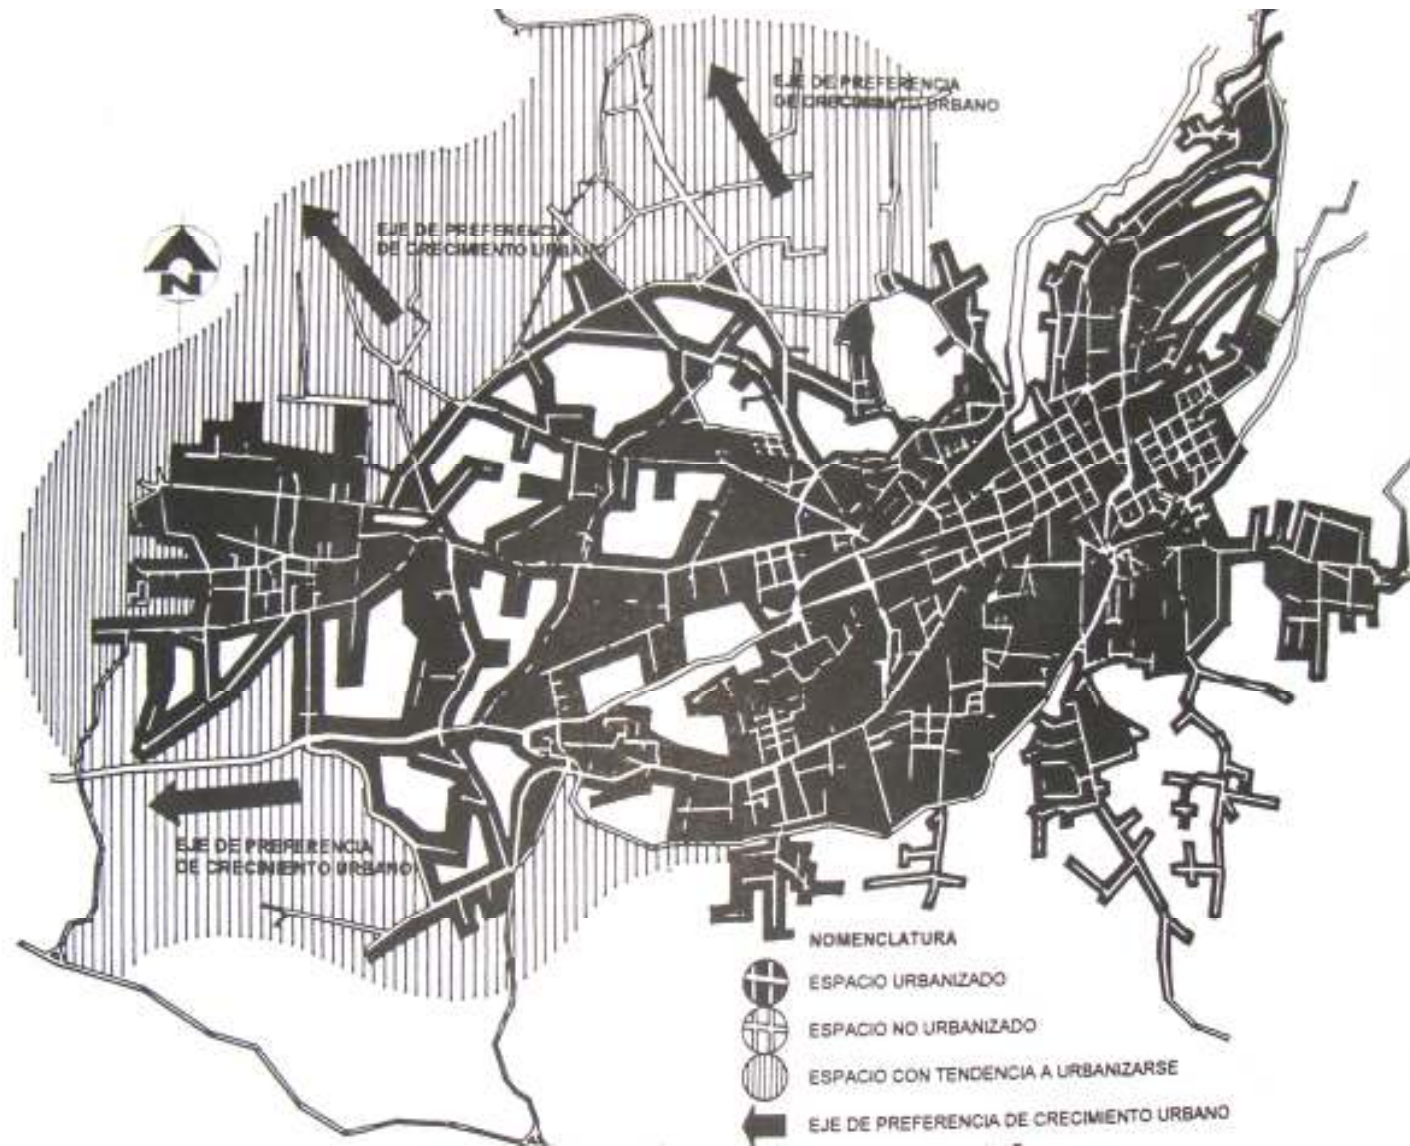 EJE DE PREFERENCIA
DE CRECIMIENTO URBANO
EJE DE PREFERENCIA
DE CRECIMIENTO URBANO
N
EJE DE PREFERENCIA
DE CRECIMIENTO URBANO
NOMENCLATURA
ESPACIO URBANIZADO
ESPACIO NO URBANIZADO
ESPACIO CON TENDENCIA A URBANIZARSE
EJE DE PREFERENCIA DE CRECIMIENTO URBANO